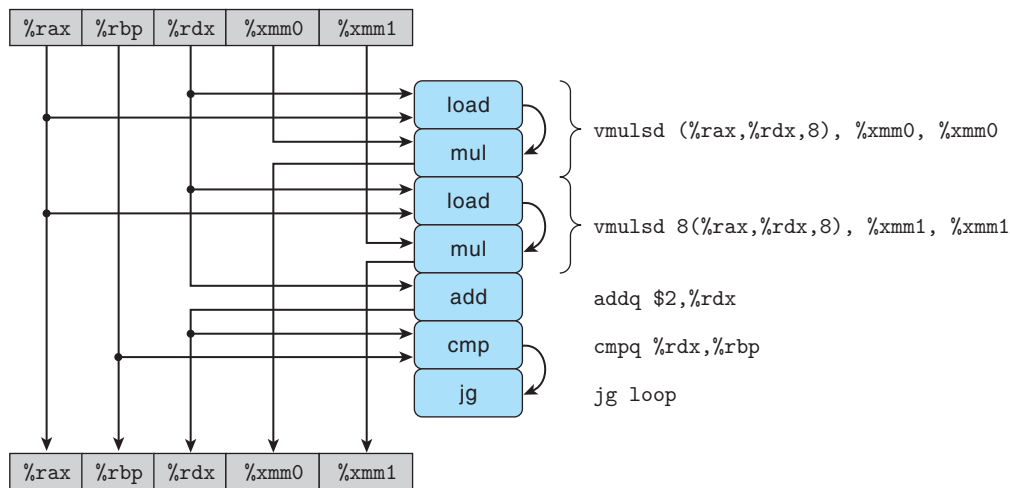 %rax %rbp %rdx %xmm0 %xmm1
load
vmulsd (%rax,%rdx,8), %xmm0, %xmm0
mul
load
vmulsd 8(%rax,%rdx,8), %xmm1, %xmm1
mul
add addq $2,%rdx
cmp cmpq %rdx,%rbp
jg jg loop
%rax %rbp %rdx %xmm0 %xmm1